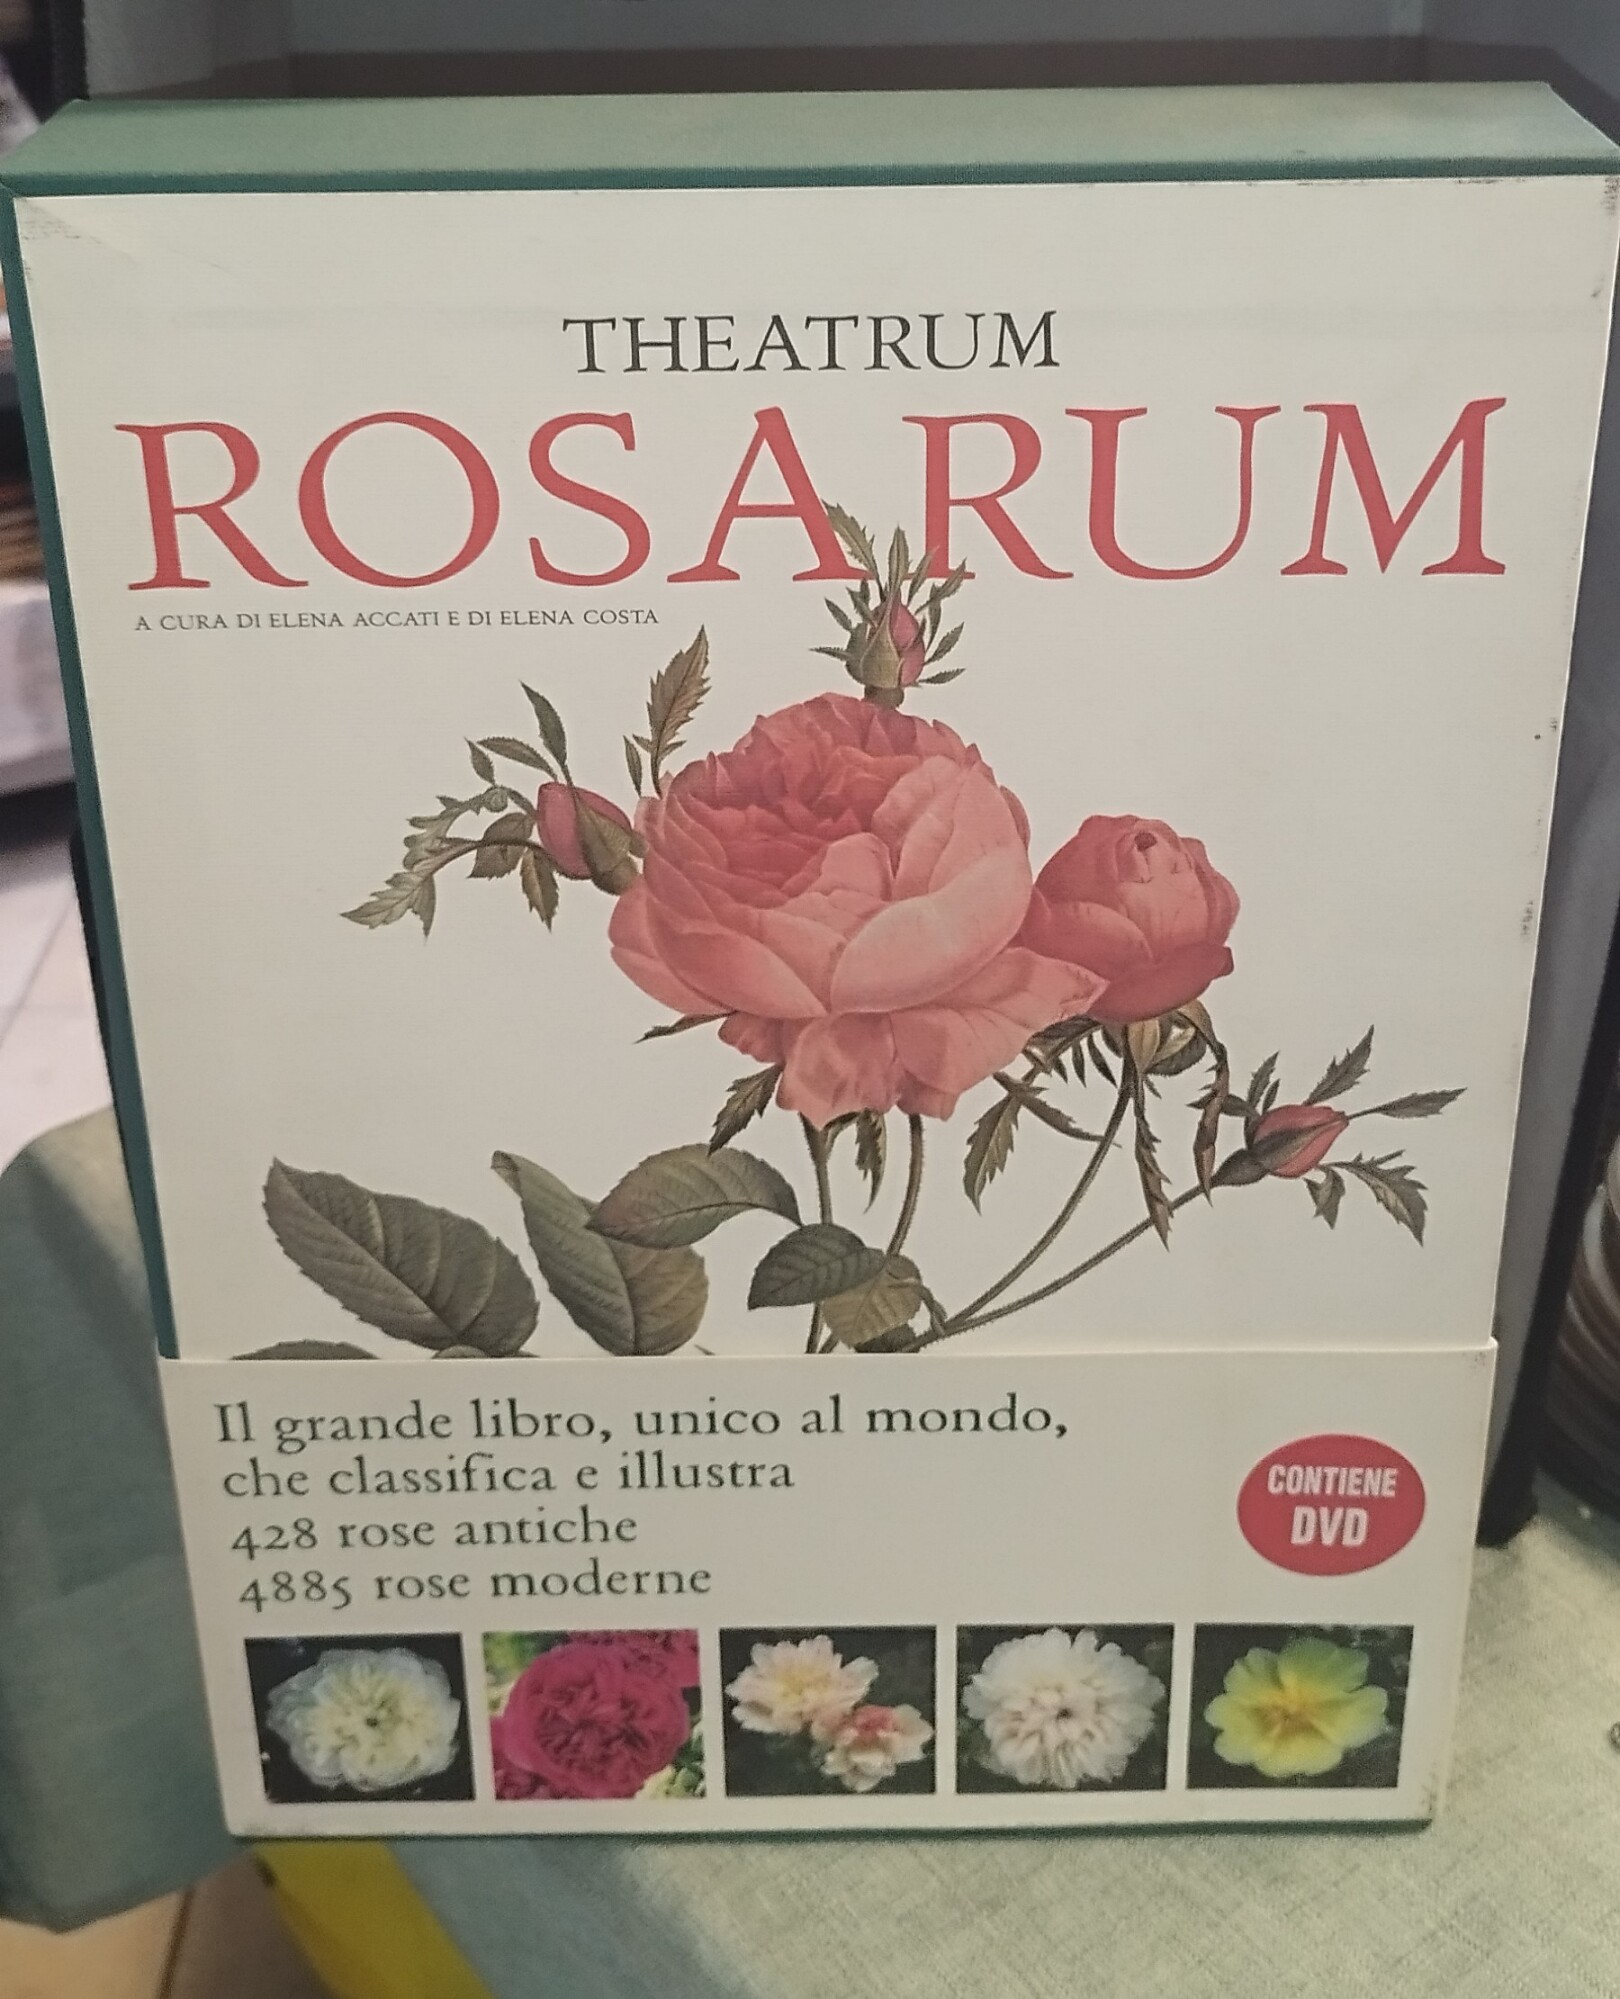 THEATRUM
ROSARUM
A CURA DI ELENA ACCATI E DI ELENA COSTA
Il grande libro, unico al mondo,
che classifica e illustra
428 rose antiche
4885 rose moderne
CONTIENE
DVD